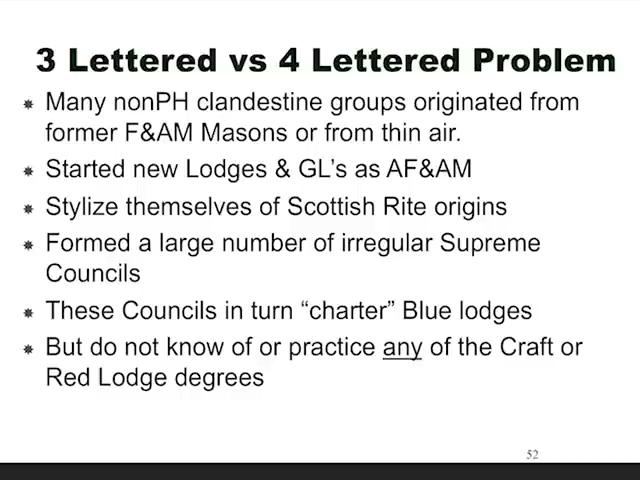 3 Lettered vs 4 Lettered Problem
Many nonPH clandestine groups originated from
former F&AM Masons or from thin air.
Started new Lodges & GL's as AF&AM
Stylize themselves of Scottish Rite origins
Formed a large number of irregular Supreme
Councils
These Councils in turn “charter” Blue lodges
But do not know of or practice any of the Craft or
Red Lodge degrees
52